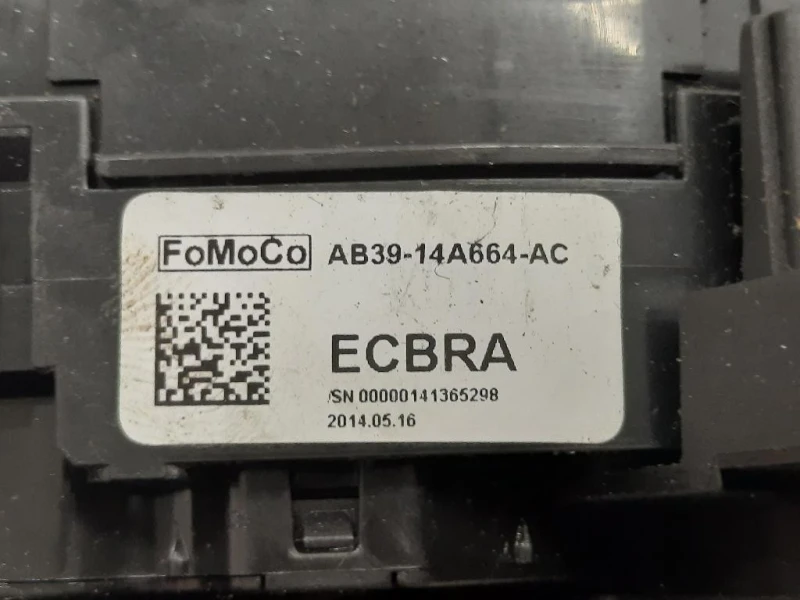 FoMoCo AB39-14A664-AC
ECBRA
/SN 00000141365298
2014.05.16